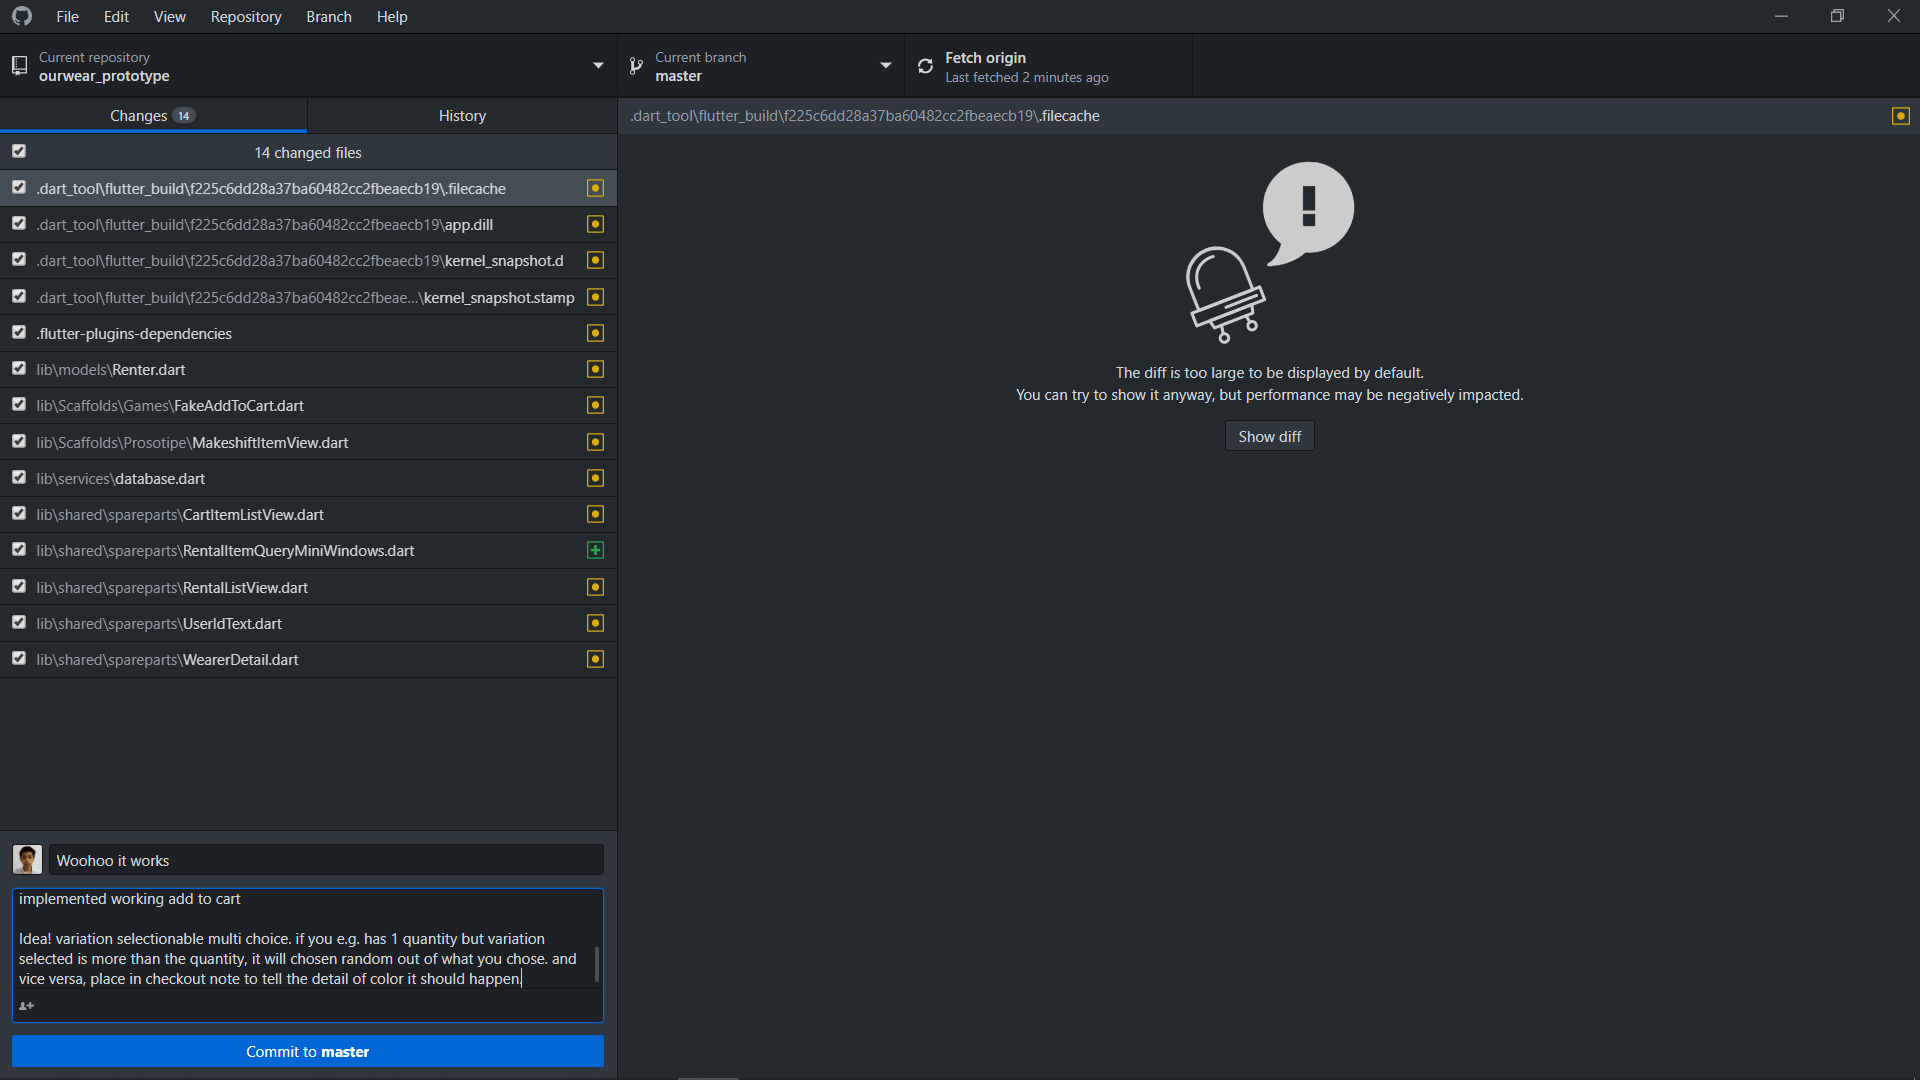 File Edit View Repository Branch Help
Current repository
ourwear_prototype
Current branch
master
Fetch origin
Last fetched 2 minutes ago
Changes 14
History
.dart_tool\flutter_build\f225c6dd28a37ba60482cc2fbeaecb19\.filecache
14 changed files
.dart_tool\flutter_build\f225c6dd28a37ba60482cc2fbeaecb19\.filecache
.dart_tool\flutter_build\f225c6dd28a37ba60482cc2fbeaecb19\app.dill
.dart_tool\flutter_build\f225c6dd28a37ba60482cc2fbeaecb19\kernel_snapshot.d
.dart_tool\flutter_build\f225c6dd28a37ba60482cc2fbeae...\kernel_snapshot.stamp
.flutter-plugins-dependencies
lib\models\Renter.dart
lib\Scaffolds\Games\FakeAddToCart.dart
lib\Scaffolds\Prosotipe\MakeshiftItemView.dart
lib\services\database.dart
lib\shared\spareparts\CartItemListView.dart
lib\shared\spareparts\RentalItemQueryMiniWindows.dart
lib\shared\spareparts\RentalListView.dart
lib\shared\spareparts\UserIdText.dart
lib\shared\spareparts\WearerDetail.dart
The diff is too large to be displayed by default.
You can try to show it anyway, but performance may be negatively impacted.
Show diff
Woohoo it works
implemented working add to cart
Idea! variation selectionable multi choice. if you e.g. has 1 quantity but variation
selected is more than the quantity, it will chosen random out of what you chose. and
vice versa, place in checkout note to tell the detail of color it should happen.
Commit to master